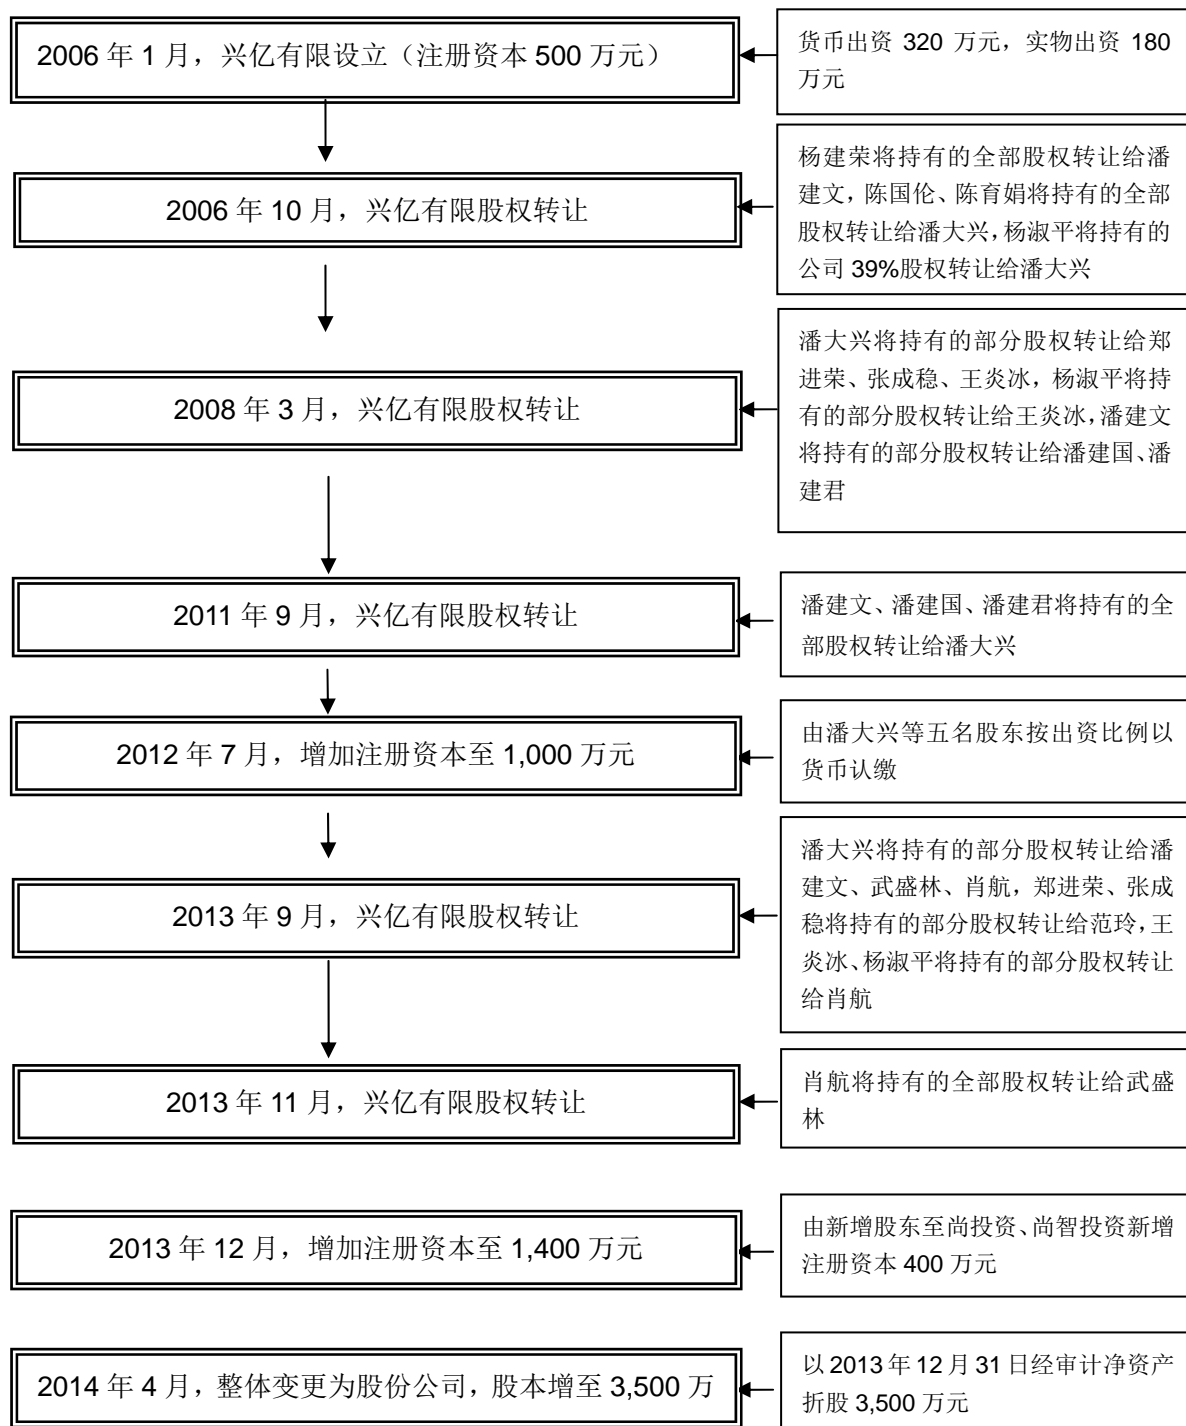 2006 年 1 月，兴亿有限设立（注册资本 500 万元）
货币出资 320 万元，实物出资 180
万元
2006 年 10 月，兴亿有限股权转让
杨建荣将持有的全部股权转让给潘
建文，陈国伦、陈育娟将持有的全部
股权转让给潘大兴，杨淑平将持有的
公司 39%股权转让给潘大兴
2008 年 3 月，兴亿有限股权转让
潘大兴将持有的部分股权转让给郑
进荣、张成稳、王炎冰，杨淑平将持
有的部分股权转让给王炎冰，潘建文
将持有的部分股权转让给潘建国、潘
建君
2011 年 9 月，兴亿有限股权转让
潘建文、潘建国、潘建君将持有的全
部股权转让给潘大兴
2012 年 7 月，增加注册资本至 1,000 万元
由潘大兴等五名股东按出资比例以
货币认缴
2013 年 9 月，兴亿有限股权转让
潘大兴将持有的部分股权转让给潘
建文、武盛林、肖航，郑进荣、张成
稳将持有的部分股权转让给范玲，王
炎冰、杨淑平将持有的部分股权转让
给肖航
2013 年 11 月，兴亿有限股权转让
肖航将持有的全部股权转让给武盛
林
2013 年 12 月，增加注册资本至 1,400 万元
由新增股东至尚投资、尚智投资新增
注册资本 400 万元
2014 年 4 月，整体变更为股份公司，股本增至 3,500 万
以 2013 年 12 月 31 日经审计净资产
折股 3,500 万元